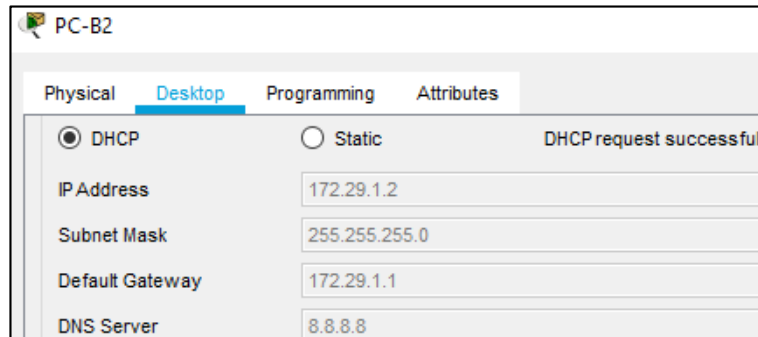 PC-B2
Physical Desktop Programming Attributes
DHCP Static DHCP request successful
IP Address 172.29.1.2
Subnet Mask 255.255.255.0
Default Gateway 172.29.1.1
DNS Server 8.8.8.8